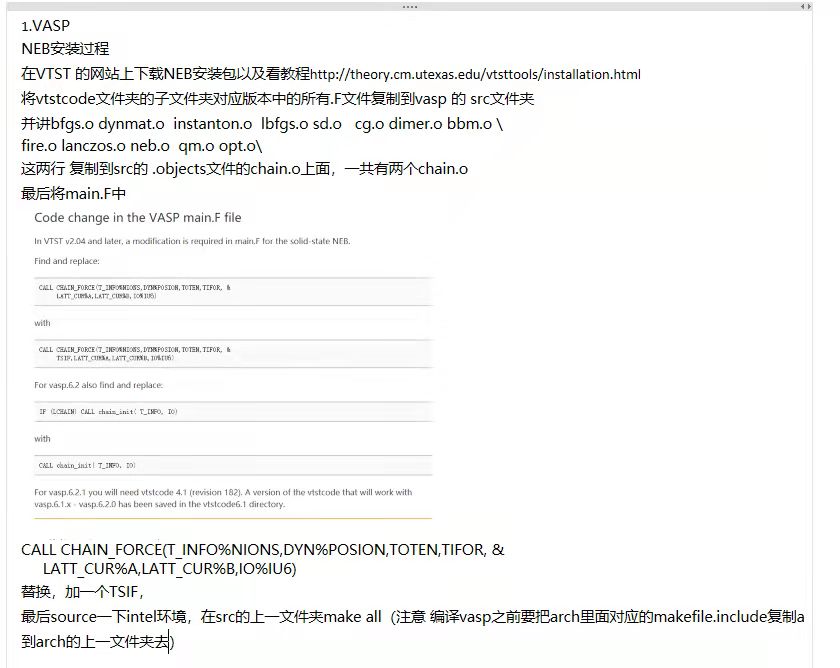 1.VASP
NEB安装过程
在VTST 的网站上下载NEB安装包以及看教程http://theory.cm.utexas.edu/vtsttools/installation.html
将vtstcode文件夹的子文件夹对应版本中的所有.F文件复制到vasp 的 src文件夹
并讲bfgs.o dynmat.o  instanton.o  lbfgs.o sd.o   cg.o dimer.o bbm.o \
fire.o lanczos.o neb.o  qm.o opt.o\
这两行 复制到src的 .objects文件的chain.o上面，一共有两个chain.o
最后将main.F中
Code change in the VASP main.F file
In VTST v2.04 and later, a modification is required in main.F for the solid-state NEB.
Find and replace:
CALL CHAIN_FORCE(T_INFO%NIONS,DYN%POSION,TOTEN,TIFOR, &
LATT_CUR%A,LATT_CUR%B,IO%IU6)
with
CALL CHAIN_FORCE(T_INFO%NIONS,DYN%POSION,TOTEN,TIFOR, &
TSIF,LATT_CUR%A,LATT_CUR%B,IO%IU6)
For vasp.6.2 also find and replace:
IF (LCHAIN) CALL chain_init( T_INFO, IO)
with
CALL chain_init( T_INFO, IO)
For vasp.6.2.1 you will need vtstcode 4.1 (revision 182). A version of the vtstcode that will work with
vasp.6.1.x - vasp.6.2.0 has been saved in the vtstcode6.1 directory.
CALL CHAIN_FORCE(T_INFO%NIONS,DYN%POSION,TOTEN,TIFOR, &
LATT_CUR%A,LATT_CUR%B,IO%IU6)
替换，加一个TSIF，
最后source一下intel环境，在src的上一文件夹make all（注意 编译vasp之前要把arch里面对应的makefile.include复制a
到arch的上一文件夹去）